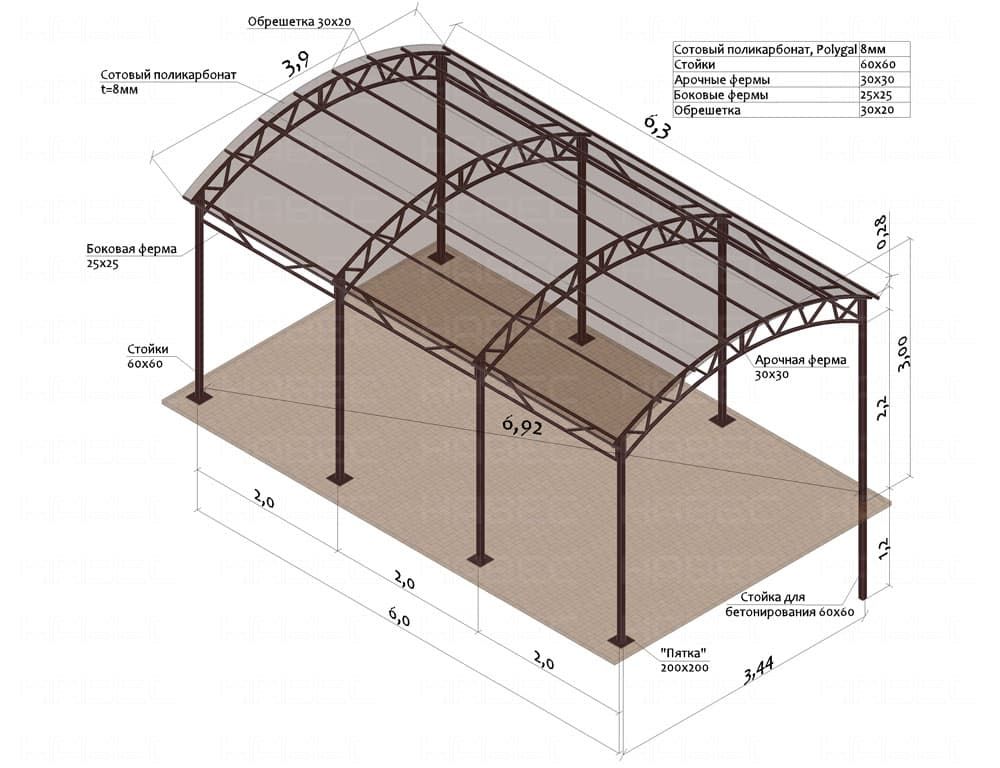 Обрешетка 30х20
3,9
Сотовый поликарбонат
t=8мм
6,3
Сотовый поликарбонат, Polygal 8мм
Стойки 60х60
Арочные фермы 30х30
Боковые фермы 25х25
Обрешетка 30х20
0,28
Боковая ферма
25х25
3,00
Стойки
60х60
Арочная ферма
30х30
2,2
6,92
2,0
1,2
2,0
Стойка для
бетонирования 60х60
6,0
2,0
"Пятка"
200х200
3,44